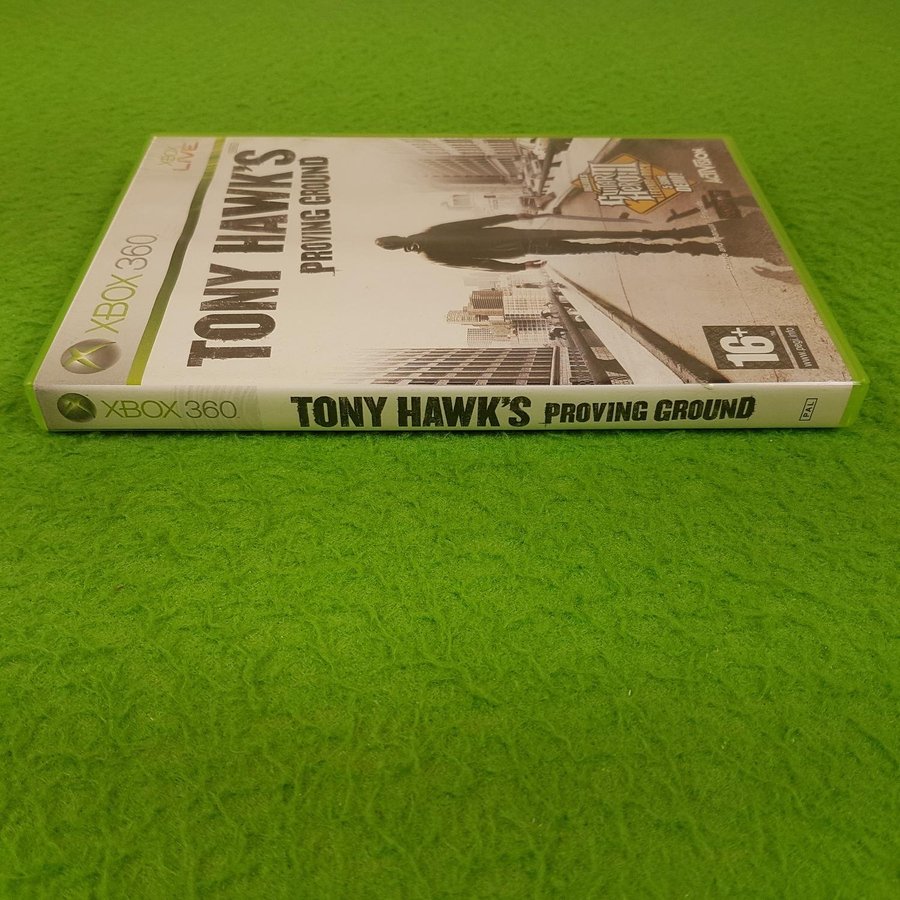 XBOX 360
XBOX
LIVE
TONY HAWK'S
PROVING GROUND
ACTIVISION
16+
www.pegi.info
XBOX 360
TONY HAWK'S PROVING GROUND
PAL